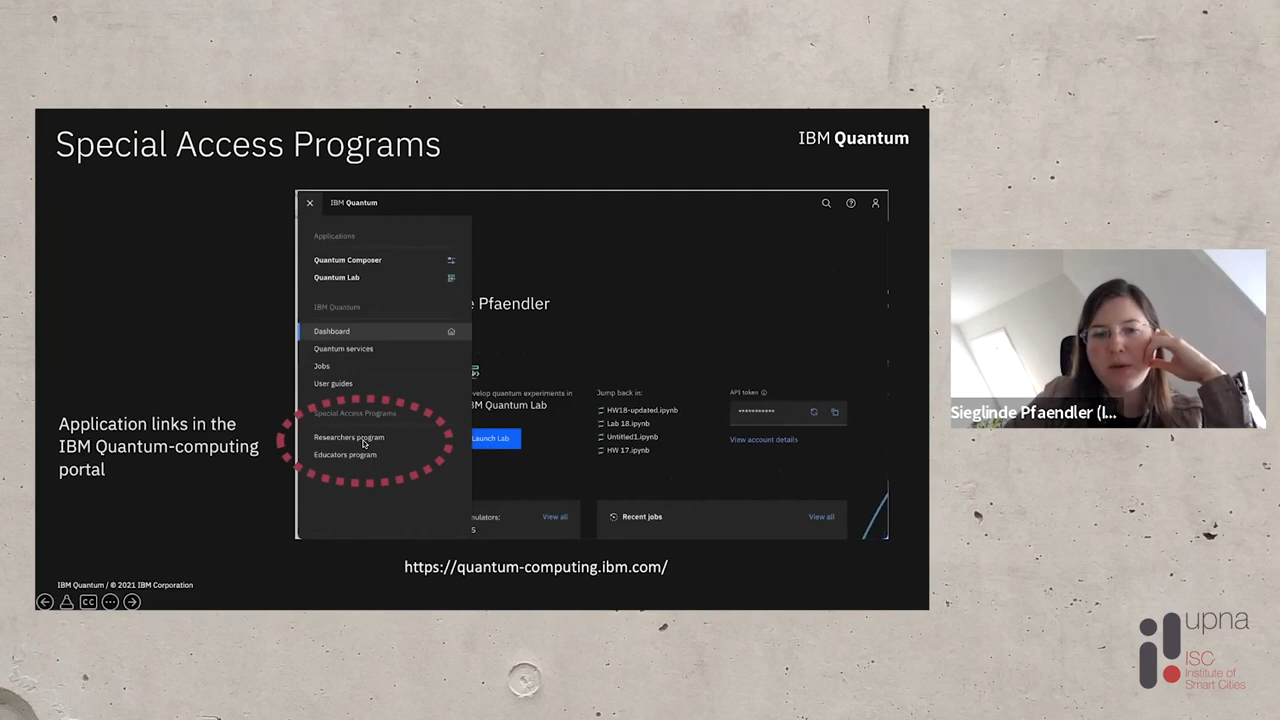 Special Access Programs
IBM Quantum
IBM Quantum
Applications
Quantum Composer
Quantum Lab
IBM Quantum
Dashboard
Quantum services
Jobs
User guides
Special Access Programs
Researchers program
Educators program
e Pfaendler
velop quantum experiments in
BM Quantum Lab
Launch Lab
Jump back in:
HW18-updated.ipynb
Lab 18.ipynb
Untitled1.ipynb
HW 17.ipynb
API token
***********
View account details
mulators:
S
View all
Recent jobs
View all
Application links in the
IBM Quantum-computing
portal
https://quantum-computing.ibm.com/
IBM Quantum / © 2021 IBM Corporation
CC
Sieglinde Pfaendler (I...
upna
ISC
Institute of
Smart Cities